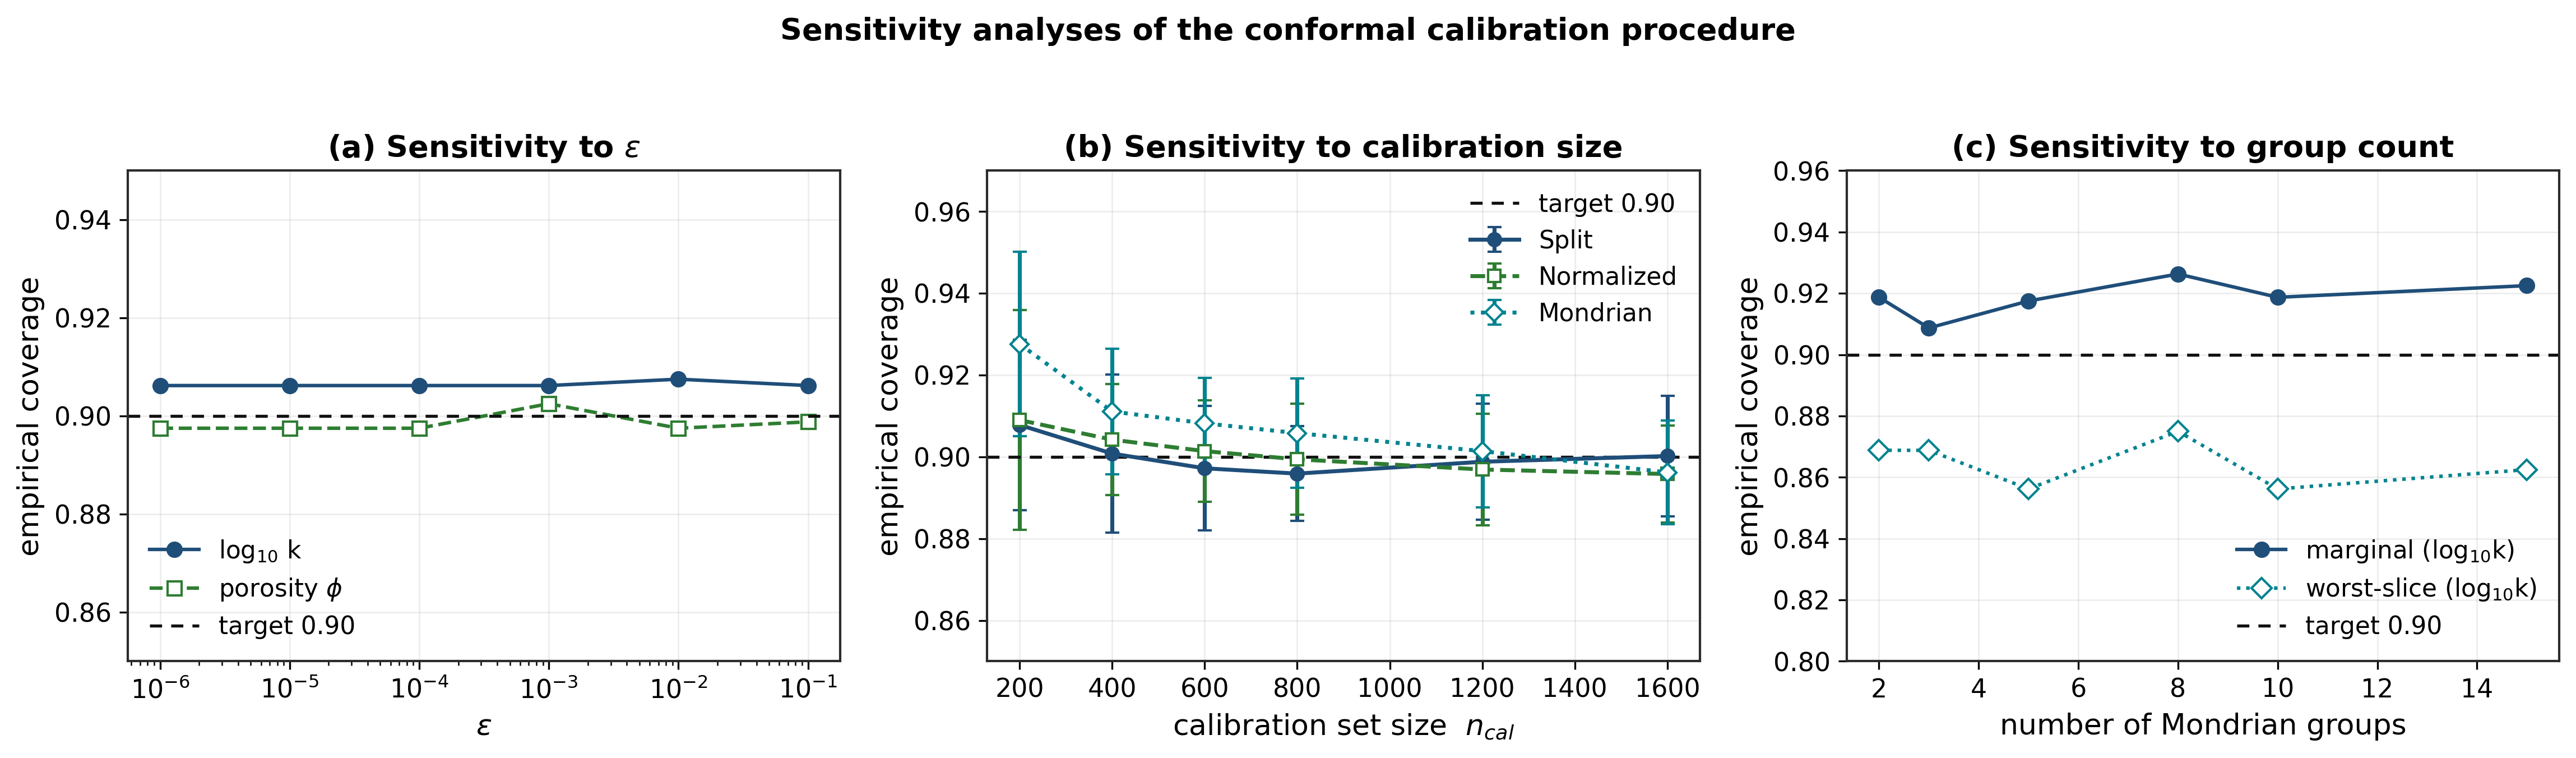 Sensitivity analyses of the conformal calibration procedure
(a) Sensitivity to ε
empirical coverage
0.94
0.92
0.90
0.88
0.86
log₁₀ k
porosity ϕ
target 0.90
10⁻⁶ 10⁻⁵ 10⁻⁴ 10⁻³ 10⁻² 10⁻¹
ε
(b) Sensitivity to calibration size
empirical coverage
0.96
0.94
0.92
0.90
0.88
0.86
target 0.90
Split
Normalized
Mondrian
200 400 600 800 1000 1200 1400 1600
calibration set size n_cal
(c) Sensitivity to group count
empirical coverage
0.96
0.94
0.92
0.90
0.88
0.86
0.84
0.82
0.80
marginal (log₁₀k)
worst-slice (log₁₀k)
target 0.90
2 4 6 8 10 12 14
number of Mondrian groups